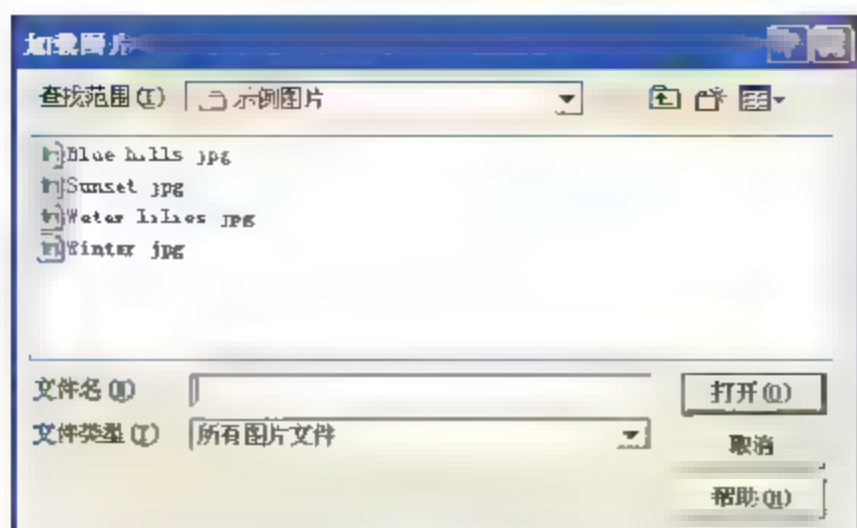 加载图片
查找范围(I) 示例图片
Blue hills jpg
Sunset jpg
Water lilies jpg
Winter jpg
文件名(N) 打开(O)
文件类型(T) 所有图片文件 取消
帮助(H)